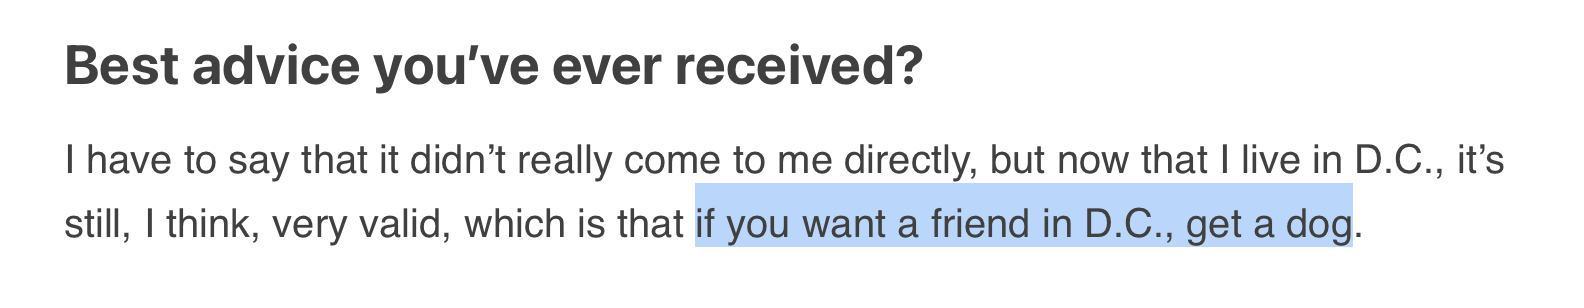 Best advice you’ve ever received?
I have to say that it didn’t really come to me directly, but now that I live in D.C., it’s
still, I think, very valid, which is that if you want a friend in D.C., get a dog.